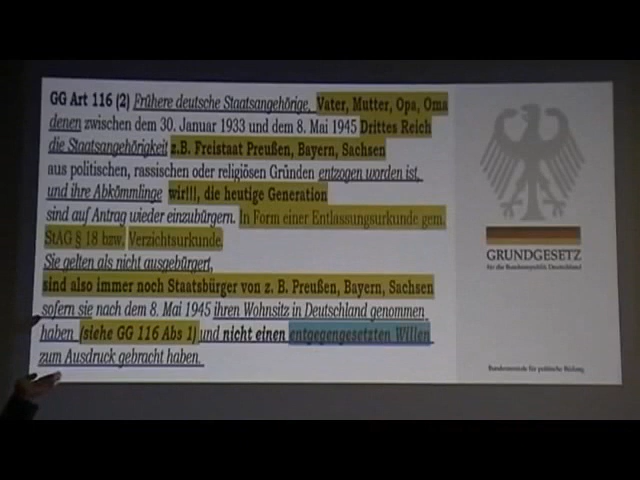 GG Art 116 (2) Frühere deutsche Staatsangehörige, Vater, Mutter, Opa, Oma
denen zwischen dem 30. Januar 1933 und dem 8. Mai 1945 Drittes Reich
die Staatsangehörigkeit z.B. Freistaat Preußen, Bayern, Sachsen
aus politischen, rassischen oder religiösen Gründen entzogen worden ist,
und ihre Abkömmlinge wir!!!, die heutige Generation
sind auf Antrag wieder einzubürgern. In Form einer Entlassungsurkunde gem.
StAG § 18 bzw. Verzichtsurkunde.
Sie gelten als nicht ausgebürgert,
sind also immer noch Staatsbürger von z. B. Preußen, Bayern, Sachsen
sofern sie nach dem 8. Mai 1945 ihren Wohnsitz in Deutschland genommen
haben (siehe GG 116 Abs 1) und nicht einen entgegengesetzten Willen
zum Ausdruck gebracht haben.
GRUNDGESETZ
für die Bundesrepublik Deutschland
Bundeszentrale für politische Bildung